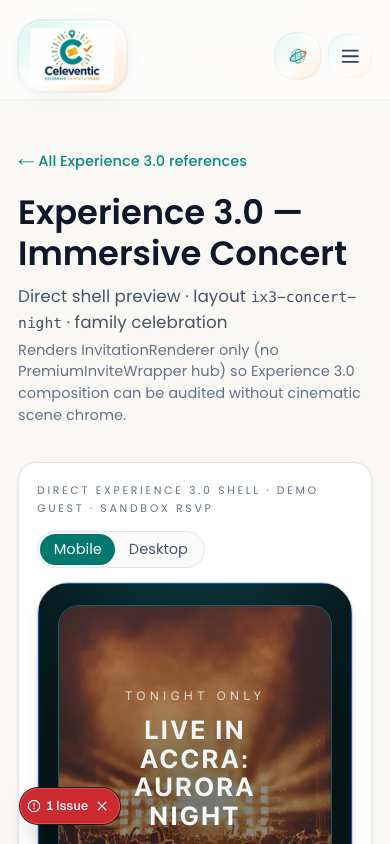 Celeventic
← All Experience 3.0 references
Experience 3.0 —
Immersive Concert
Direct shell preview · layout ix3-concert-
night · family celebration
Renders InvitationRenderer only (no
PremiumInviteWrapper hub) so Experience 3.0
composition can be audited without cinematic
scene chrome.
DIRECT EXPERIENCE 3.0 SHELL · DEMO
GUEST · SANDBOX RSVP
Mobile
Desktop
TONIGHT ONLY
LIVE IN
ACCRA:
AURORA
NIGHT
1 Issue